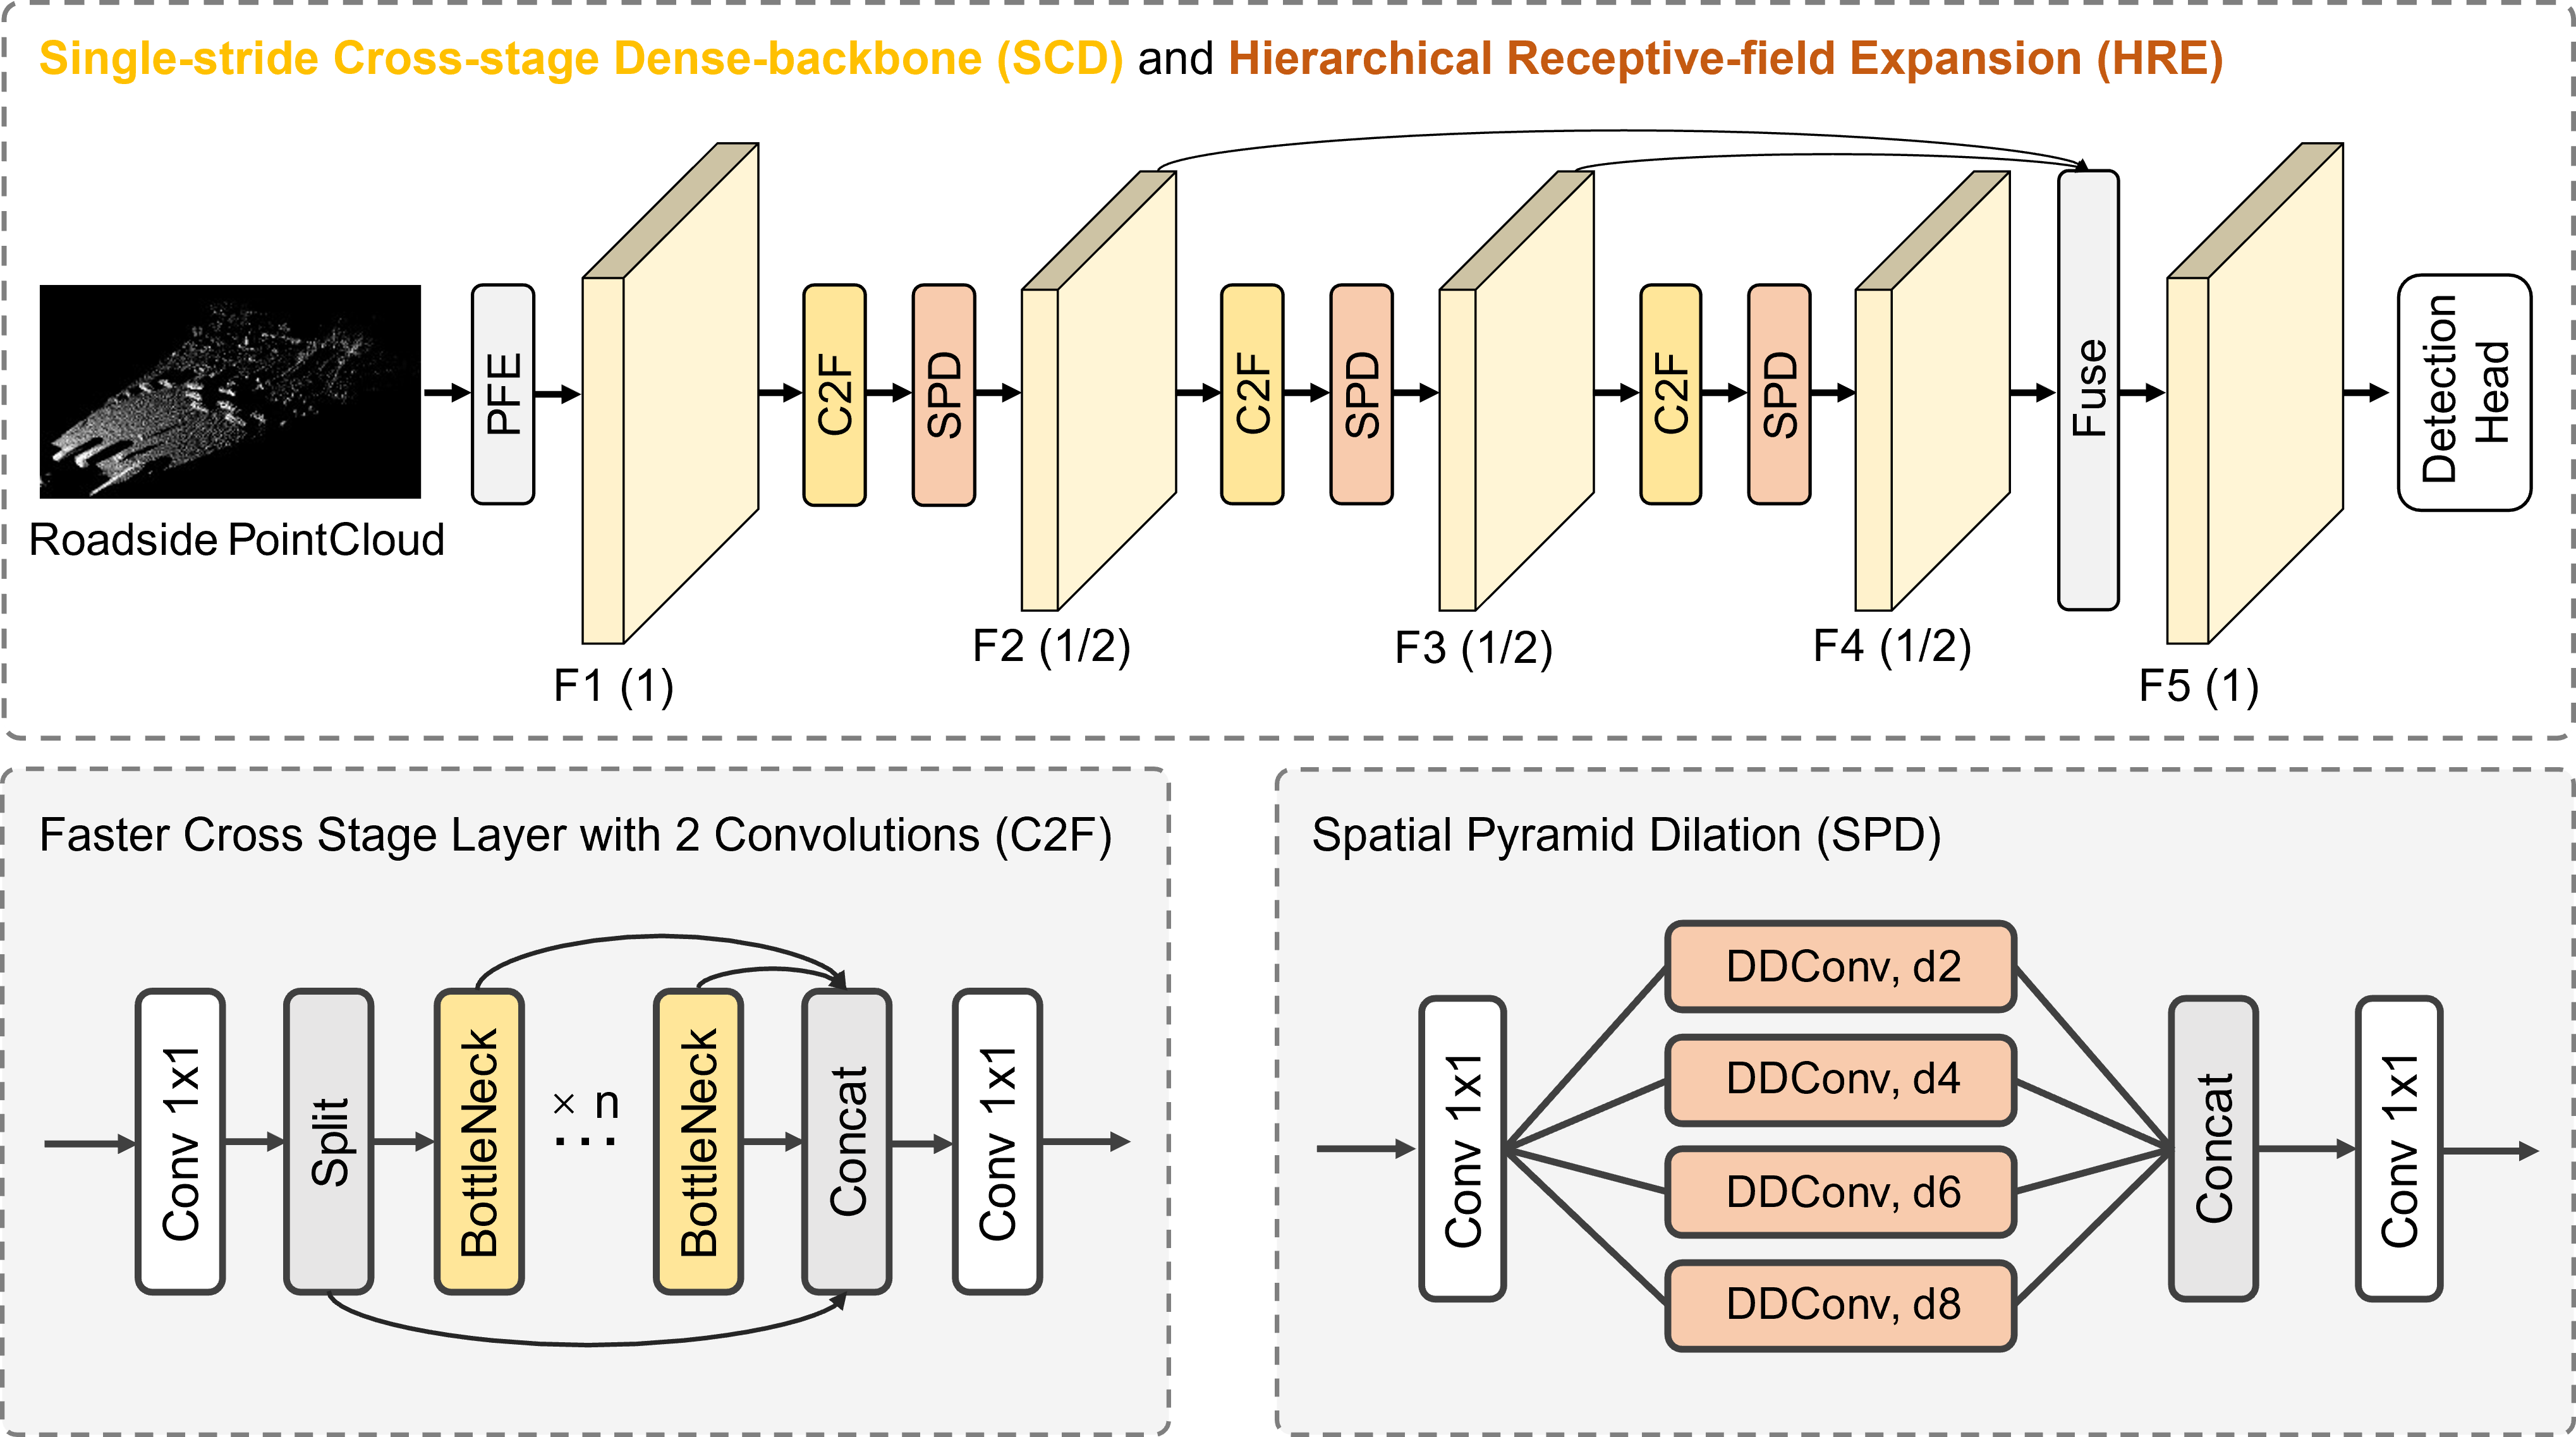 Single-stride Cross-stage Dense-backbone (SCD) and Hierarchical Receptive-field Expansion (HRE)
Roadside PointCloud
PFE
F1 (1)
C2F
SPD
F2 (1/2)
C2F
SPD
F3 (1/2)
C2F
SPD
F4 (1/2)
Fuse
F5 (1)
Detection
Head
Faster Cross Stage Layer with 2 Convolutions (C2F)
Conv 1x1
Split
BottleNeck
× n
...
BottleNeck
Concat
Conv 1x1
Spatial Pyramid Dilation (SPD)
Conv 1x1
DDConv, d2
DDConv, d4
DDConv, d6
DDConv, d8
Concat
Conv 1x1